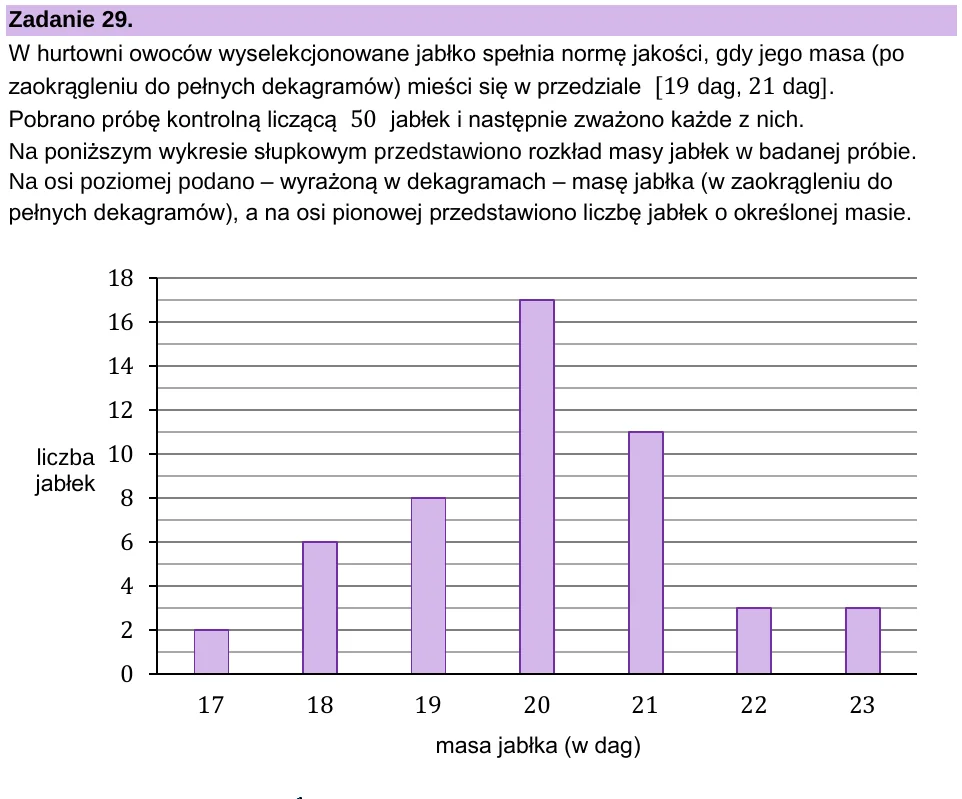 Zadanie 29.
W hurtowni owoców wyselekcjonowane jabłko spełnia normę jakości, gdy jego masa (po
zaokrągleniu do pełnych dekagramów) mieści się w przedziale [19 dag, 21 dag].
Pobrano próbę kontrolną liczącą 50 jabłek i następnie zważono każde z nich.
Na poniższym wykresie słupkowym przedstawiono rozkład masy jabłek w badanej próbie.
Na osi poziomej podano – wyrażoną w dekagramach – masę jabłka (w zaokrągleniu do
pełnych dekagramów), a na osi pionowej przedstawiono liczbę jabłek o określonej masie.
18
16
14
12
10
8
6
4
2
0
liczba
jabłek
17 18 19 20 21 22 23
masa jabłka (w dag)